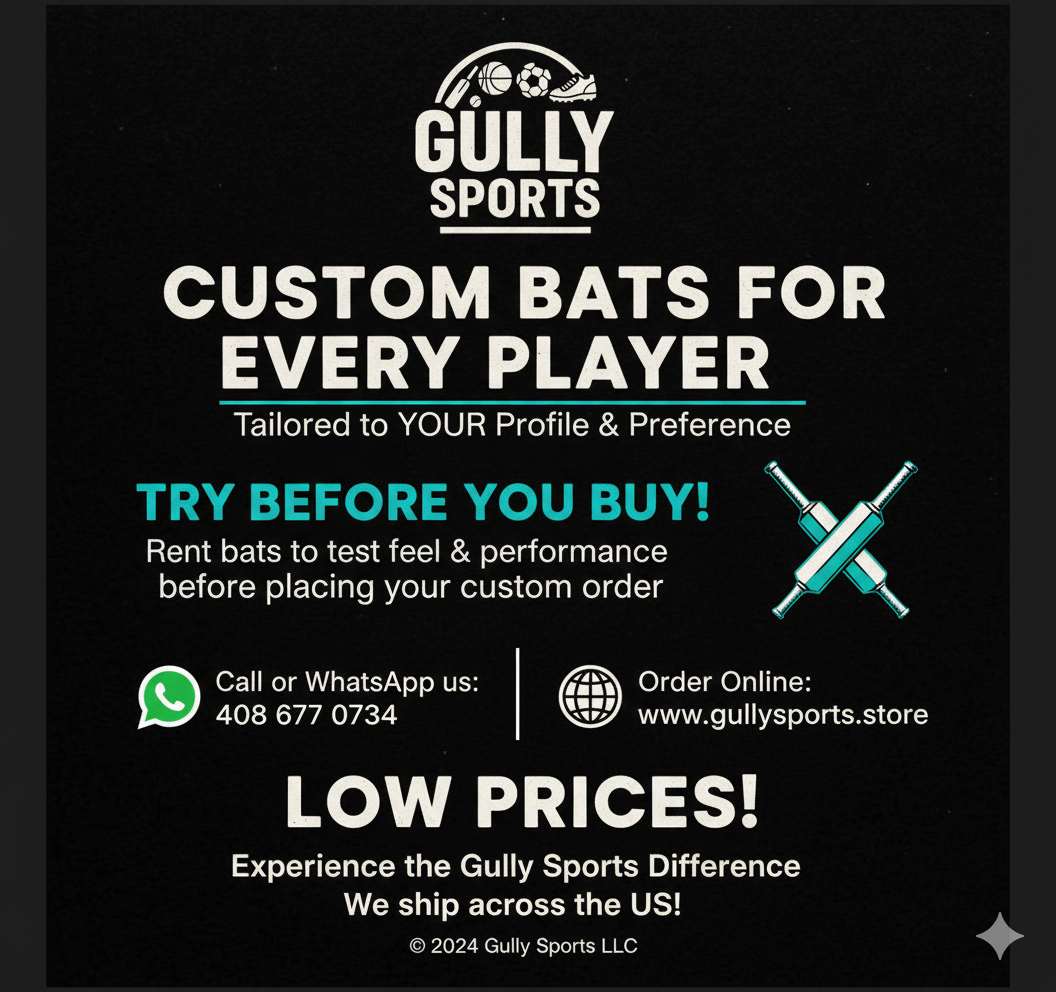 GULLY
SPORTS
CUSTOM BATS FOR
EVERY PLAYER
Tailored to YOUR Profile & Preference
TRY BEFORE YOU BUY!
Rent bats to test feel & performance
before placing your custom order
Call or WhatsApp us:
408 677 0734
Order Online:
www.gullysports.store
LOW PRICES!
Experience the Gully Sports Difference
We ship across the US!
© 2024 Gully Sports LLC